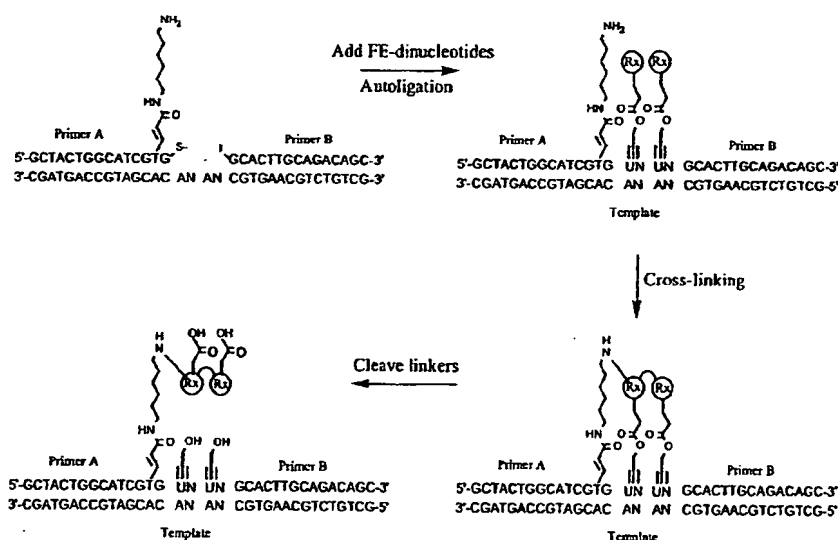 NH₂
HN
O
Primer A
S-
I
Primer B
5'-GCTACTGGCATCGTG GCACTTGCAGACAGC-3'
3'-CGATGACCGTAGCAC AN AN CGTGAACGTCTGTCG-3'
Add FE-dinucleotides
Autoligation
NH₂
Rx Rx
HN O O
O O O
Primer A
Primer B
5'-GCTACTGGCATCGTG UN UN GCACTTGCAGACAGC-3'
3'-CGATGACCGTAGCAC AN AN CGTGAACGTCTGTCG-5'
Template
Cross-linking
H
N
Rx Rx
HN O O
O O O
Primer A
Primer B
5'-GCTACTGGCATCGTG UN UN GCACTTGCAGACAGC-3'
3'-CGATGACCGTAGCAC AN AN CGTGAACGTCTGTCG-5'
Template
Cleave linkers
H
N
OH OH
O O
Rx Rx
HN
O OH OH
Primer A
Primer B
5'-GCTACTGGCATCGTG UN UN GCACTTGCAGACAGC-3'
3'-CGATGACCGTAGCAC AN AN CGTGAACGTCTGTCG-5'
Template